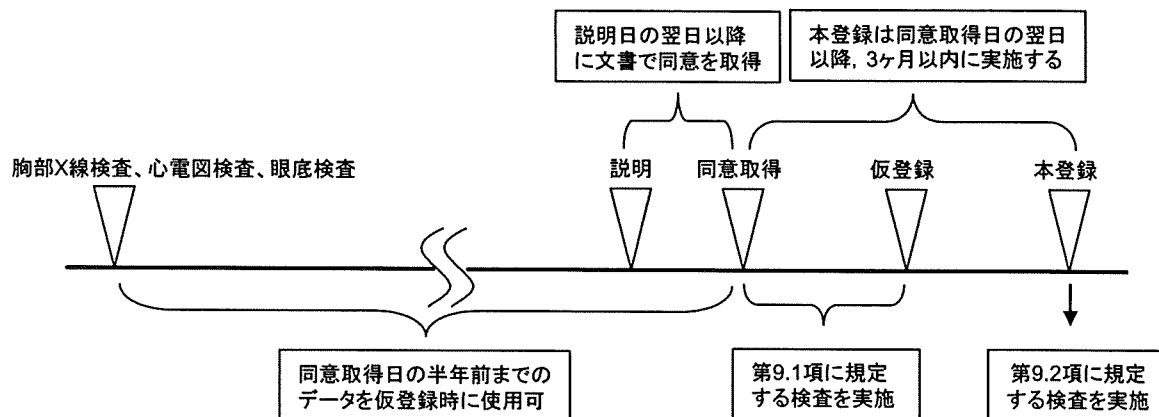 説明日の翌日以降
に文書で同意を取得
本登録は同意取得日の翌日
以降, 3ヶ月以内に実施する
胸部X線検査、心電図検査、眼底検査
説明
同意取得
仮登録
本登録
同意取得日の半年前までの
データを仮登録時に使用可
第9.1項に規定
する検査を実施
第9.2項に規定
する検査を実施